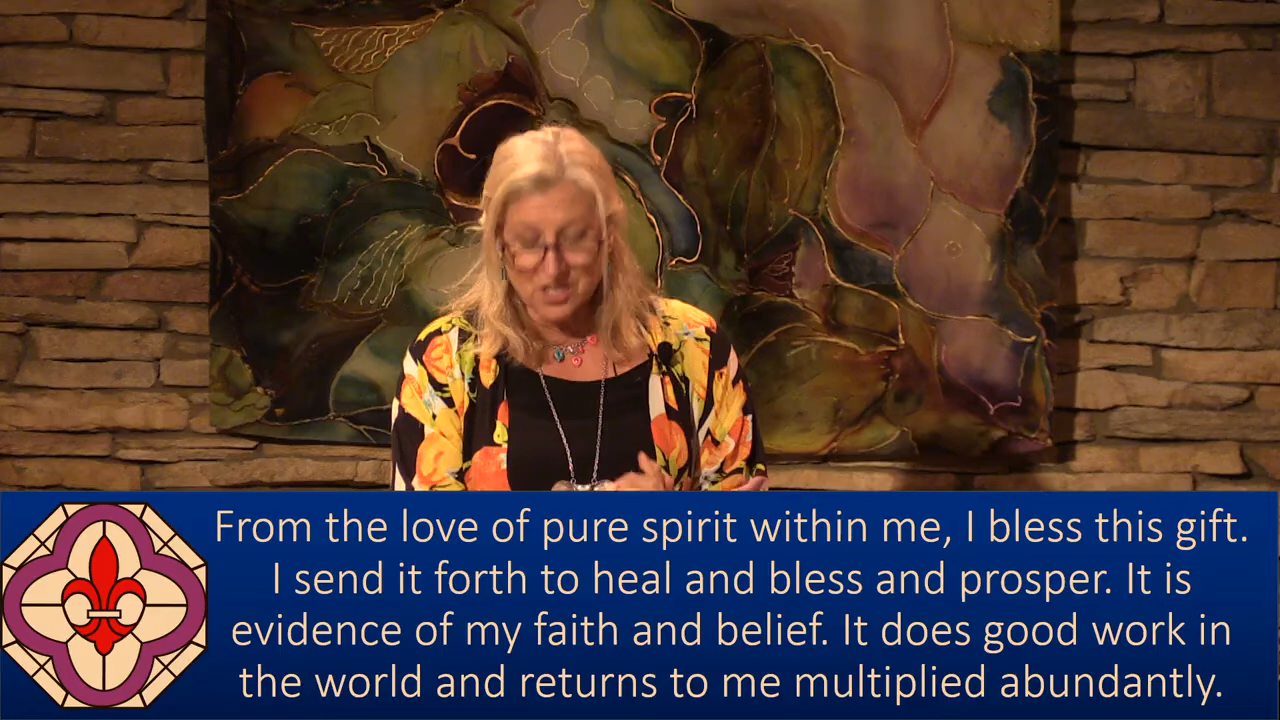 From the love of pure spirit within me, I bless this gift.
I send it forth to heal and bless and prosper. It is
evidence of my faith and belief. It does good work in
the world and returns to me multiplied abundantly.